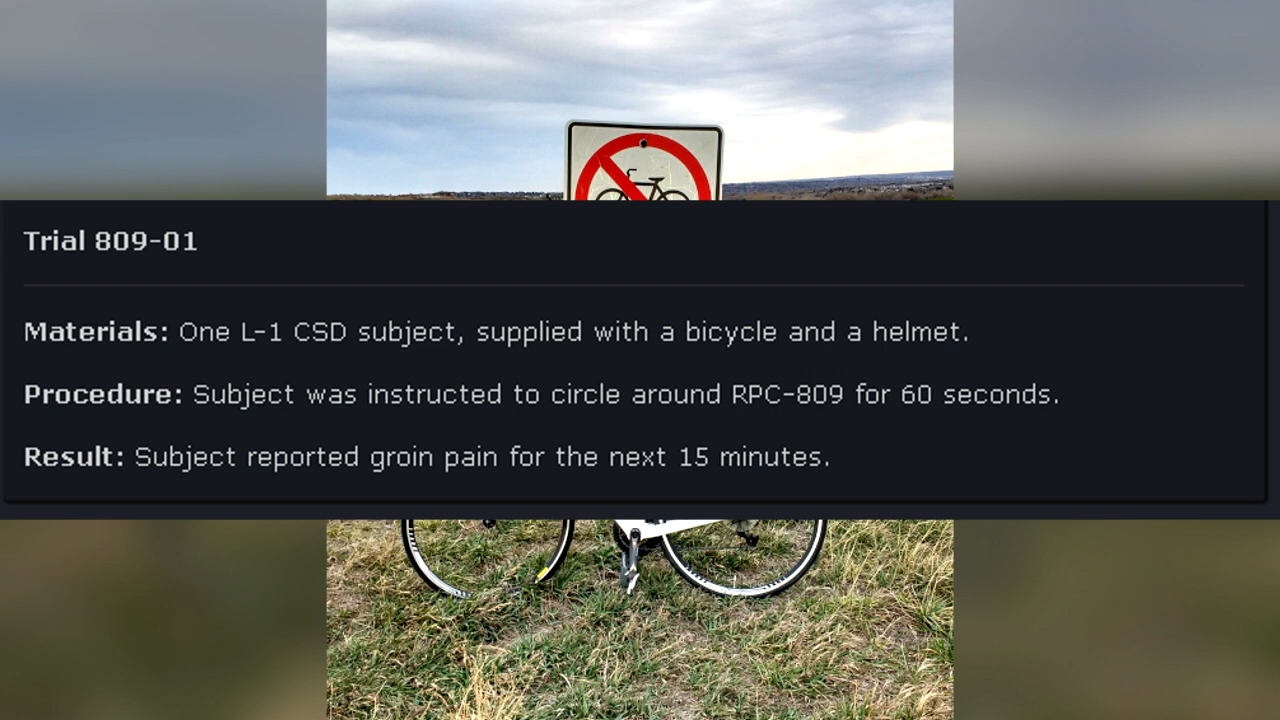 Trial 809-01
Materials: One L-1 CSD subject, supplied with a bicycle and a helmet.
Procedure: Subject was instructed to circle around RPC-809 for 60 seconds.
Result: Subject reported groin pain for the next 15 minutes.